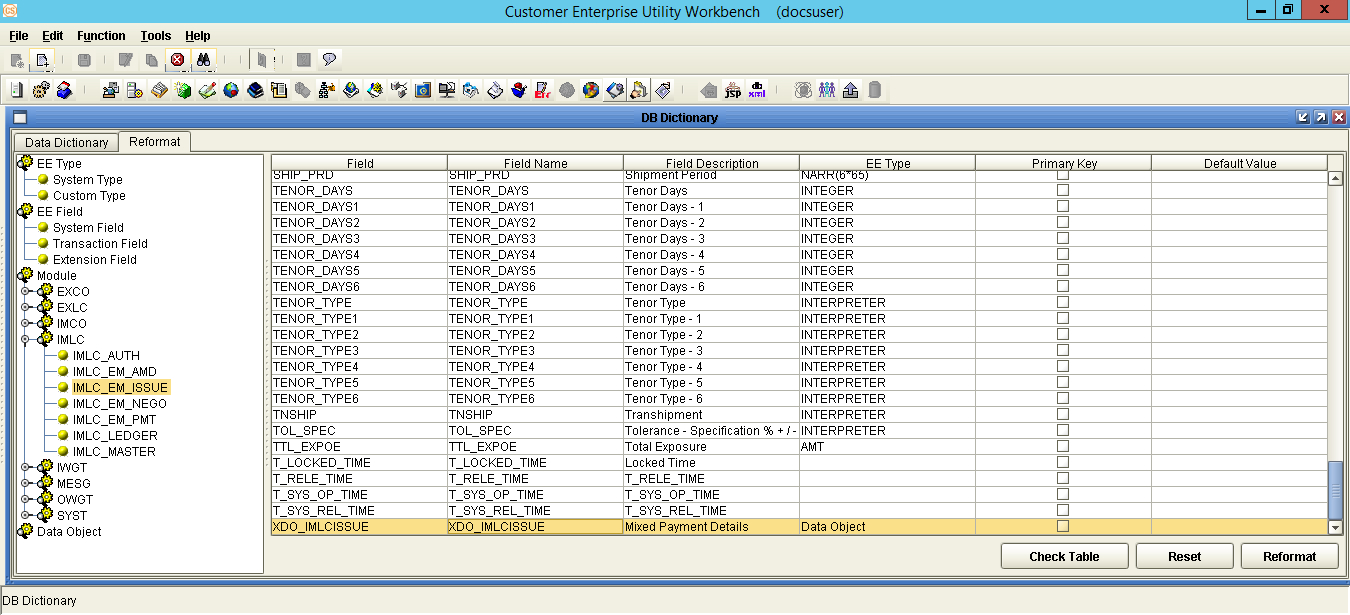 Customer Enterprise Utility Workbench (docsuser)
File Edit Function Tools Help
DB Dictionary
Data Dictionary Reformat
EE Type
System Type
Custom Type
EE Field
System Field
Transaction Field
Extension Field
Module
EXCO
EXLC
IMCO
IMLC
IMLC_AUTH
IMLC_EM_AMD
IMLC_EM_ISSUE
IMLC_EM_NEGO
IMLC_EM_PMT
IMLC_LEDGER
IMLC_MASTER
IWGT
MESG
OWGT
SYST
Data Object
Field Field Name Field Description EE Type Primary Key Default Value
SHIP_PRD SHIP_PRD Shipment Period NARR(6*65)
TENOR_DAYS TENOR_DAYS Tenor Days INTEGER
TENOR_DAYS1 TENOR_DAYS1 Tenor Days - 1 INTEGER
TENOR_DAYS2 TENOR_DAYS2 Tenor Days - 2 INTEGER
TENOR_DAYS3 TENOR_DAYS3 Tenor Days - 3 INTEGER
TENOR_DAYS4 TENOR_DAYS4 Tenor Days - 4 INTEGER
TENOR_DAYS5 TENOR_DAYS5 Tenor Days - 5 INTEGER
TENOR_DAYS6 TENOR_DAYS6 Tenor Days - 6 INTEGER
TENOR_TYPE TENOR_TYPE Tenor Type INTERPRETER
TENOR_TYPE1 TENOR_TYPE1 Tenor Type - 1 INTERPRETER
TENOR_TYPE2 TENOR_TYPE2 Tenor Type - 2 INTERPRETER
TENOR_TYPE3 TENOR_TYPE3 Tenor Type - 3 INTERPRETER
TENOR_TYPE4 TENOR_TYPE4 Tenor Type - 4 INTERPRETER
TENOR_TYPE5 TENOR_TYPE5 Tenor Type - 5 INTERPRETER
TENOR_TYPE6 TENOR_TYPE6 Tenor Type - 6 INTERPRETER
TNSHIP TNSHIP Transhipment INTERPRETER
TOL_SPEC TOL_SPEC Tolerance - Specification % + / - INTERPRETER
TTL_EXPOE TTL_EXPOE Total Exposure AMT
T_LOCKED_TIME T_LOCKED_TIME Locked Time
T_RELE_TIME T_RELE_TIME T_RELE_TIME
T_SYS_OP_TIME T_SYS_OP_TIME T_SYS_OP_TIME
T_SYS_REL_TIME T_SYS_REL_TIME T_SYS_REL_TIME
XDO_IMLCISSUE XDO_IMLCISSUE Mixed Payment Details Data Object
Check Table Reset Reformat
DB Dictionary